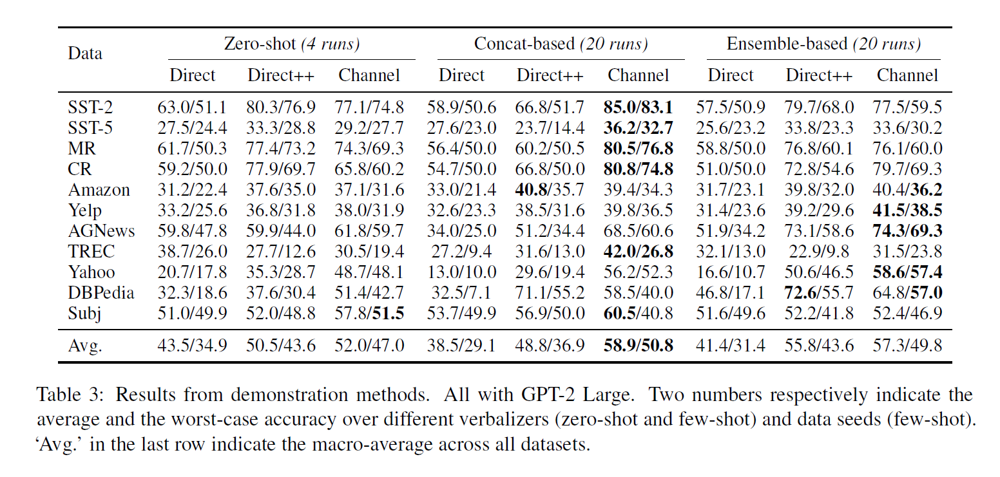 Data Zero-shot (4 runs) Concat-based (20 runs) Ensemble-based (20 runs)
Direct Direct++ Channel Direct Direct++ Channel Direct Direct++ Channel
SST-2 63.0/51.1 80.3/76.9 77.1/74.8 58.9/50.6 66.8/51.7 85.0/83.1 57.5/50.9 79.7/68.0 77.5/59.5
SST-5 27.5/24.4 33.3/28.8 29.2/27.7 27.6/23.0 23.7/14.4 36.2/32.7 25.6/23.2 33.8/23.3 33.6/30.2
MR 61.7/50.3 77.4/73.2 74.3/69.3 56.4/50.0 60.2/50.5 80.5/76.8 58.8/50.0 76.8/60.1 76.1/60.0
CR 59.2/50.0 77.9/69.7 65.8/60.2 54.7/50.0 66.8/50.0 80.8/74.8 51.0/50.0 72.8/54.6 79.7/69.3
Amazon 31.2/22.4 37.6/35.0 37.1/31.6 33.0/21.4 40.8/35.7 39.4/34.3 31.7/23.1 39.8/32.0 40.4/36.2
Yelp 33.2/25.6 36.8/31.8 38.0/31.9 32.6/23.3 38.5/31.6 39.8/36.5 31.4/23.6 39.2/29.6 41.5/38.5
AGNews 59.8/47.8 59.9/44.0 61.8/59.7 34.0/25.0 51.2/34.4 68.5/60.6 51.9/34.2 73.1/58.6 74.3/69.3
TREC 38.7/26.0 27.7/12.6 30.5/19.4 27.2/9.4 31.6/13.0 42.0/26.8 32.1/13.0 22.9/9.8 31.5/23.8
Yahoo 20.7/17.8 35.3/28.7 48.7/48.1 13.0/10.0 29.6/19.4 56.2/52.3 16.6/10.7 50.6/46.5 58.6/57.4
DBPedia 32.3/18.6 37.6/30.4 51.4/42.7 32.5/7.1 71.1/55.2 58.5/40.0 46.8/17.1 72.6/55.7 64.8/57.0
Subj 51.0/49.9 52.0/48.8 57.8/51.5 53.7/49.9 56.9/50.0 60.5/40.8 51.6/49.6 52.2/41.8 52.4/46.9
Avg. 43.5/34.9 50.5/43.6 52.0/47.0 38.5/29.1 48.8/36.9 58.9/50.8 41.4/31.4 55.8/43.6 57.3/49.8
Table 3: Results from demonstration methods. All with GPT-2 Large. Two numbers respectively indicate the
average and the worst-case accuracy over different verbalizers (zero-shot and few-shot) and data seeds (few-shot).
‘Avg.’ in the last row indicate the macro-average across all datasets.